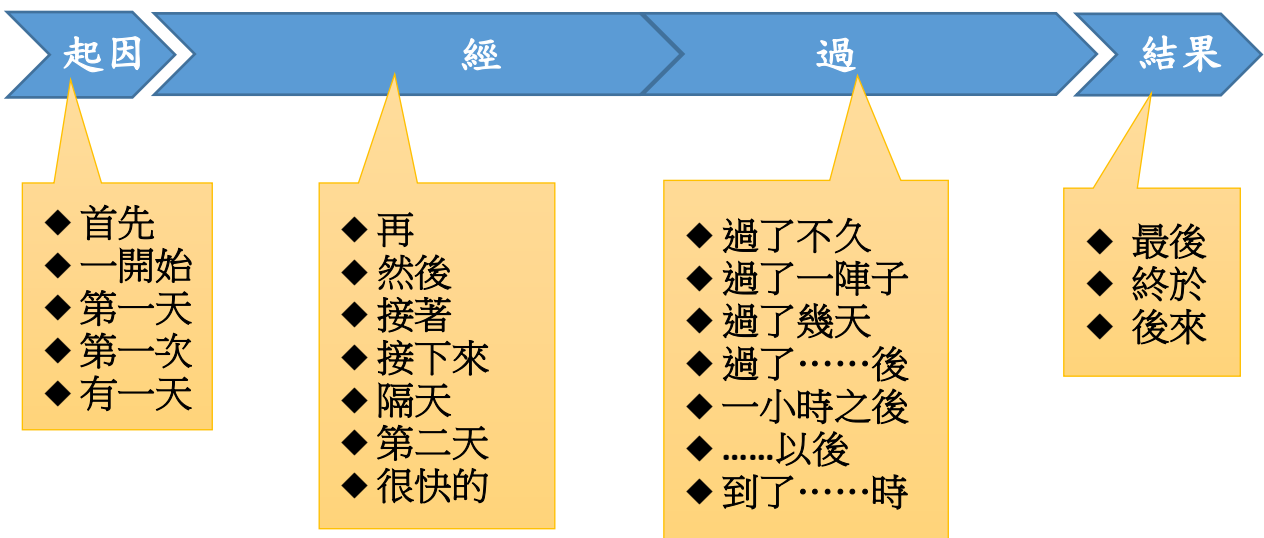 起因
經
過
結果
◆ 首先
◆ 一開始
◆ 第一天
◆ 第一次
◆ 有一天
◆ 再
◆ 然後
◆ 接著
◆ 接下來
◆ 隔天
◆ 第二天
◆ 很快的
◆ 過了不久
◆ 過了一陣子
◆ 過了幾天
◆ 過了……後
◆ 一小時之後
◆ ……以後
◆ 到了……時
◆ 最後
◆ 終於
◆ 後來